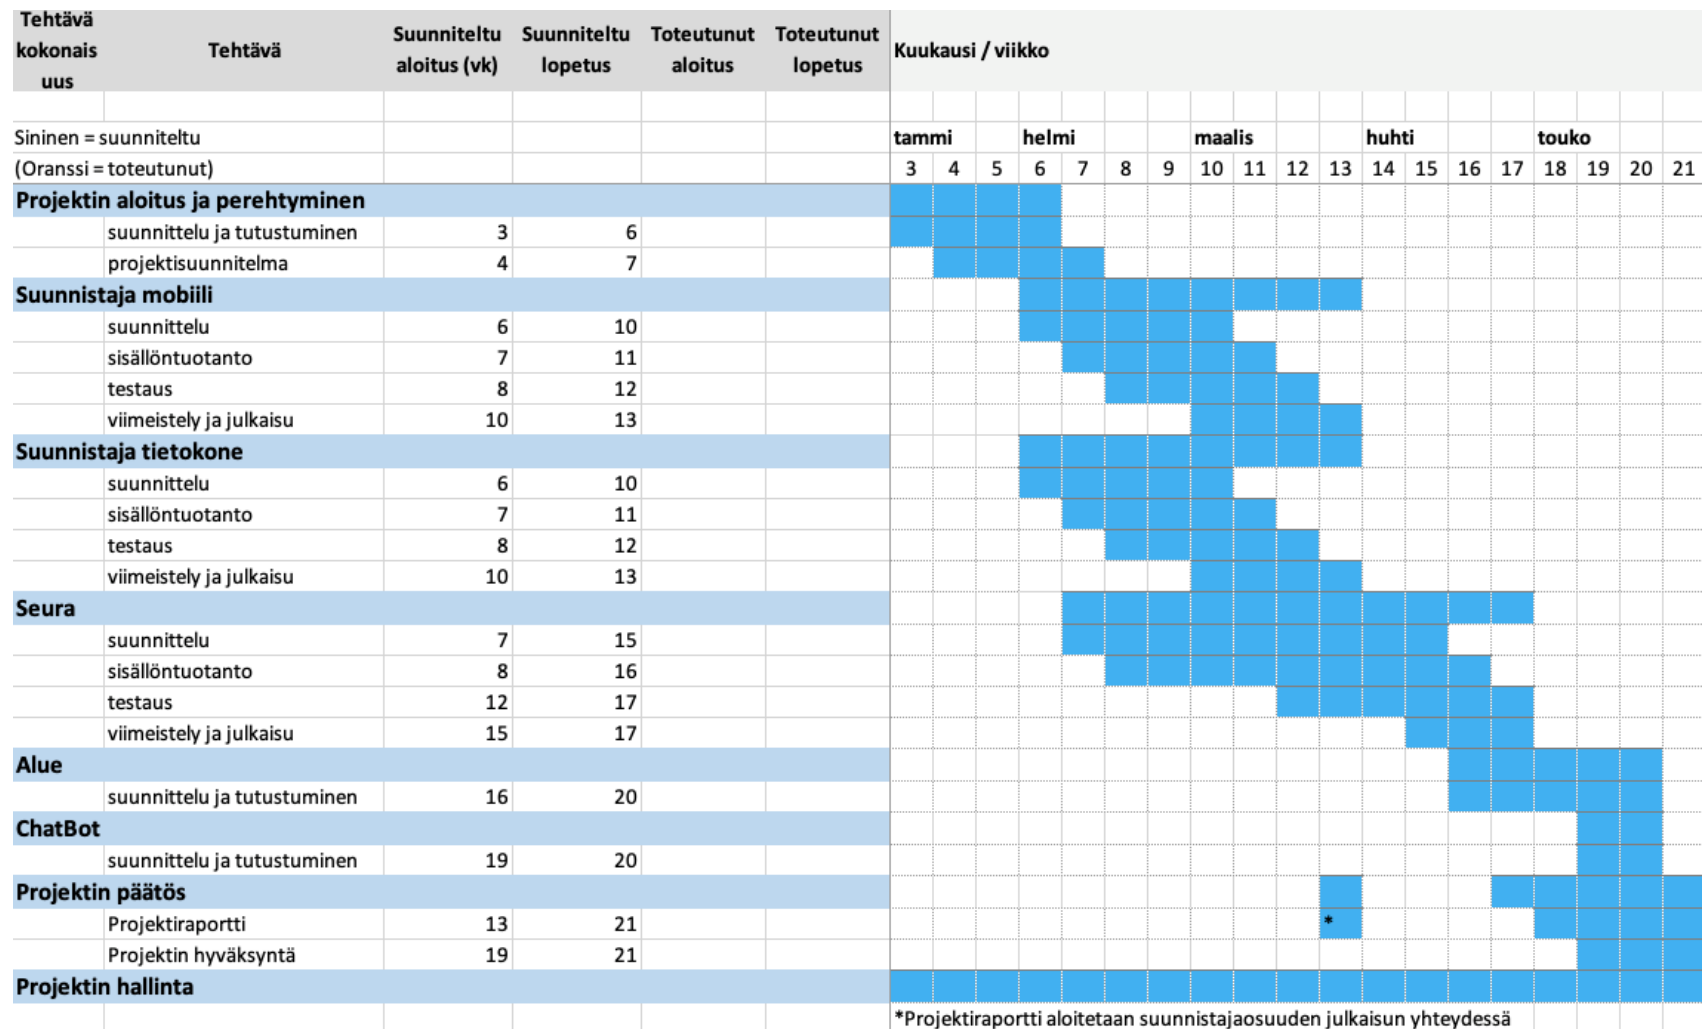 Tehtävä kokonais uus Tehtävä Suunniteltu aloitus (vk) Suunniteltu lopetus Toteutunut aloitus Toteutunut lopetus Kuukausi / viikko
Sininen = suunniteltu tammi helmi maalis huhti touko
(Oranssi = toteutunut) 3 4 5 6 7 8 9 10 11 12 13 14 15 16 17 18 19 20 21
Projektin aloitus ja perehtyminen
suunnittelu ja tutustuminen 3 6
projektisuunnitelma 4 7
Suunnistaja mobiili
suunnittelu 6 10
sisällöntuotanto 7 11
testaus 8 12
viimeistely ja julkaisu 10 13
Suunnistaja tietokone
suunnittelu 6 10
sisällöntuotanto 7 11
testaus 8 12
viimeistely ja julkaisu 10 13
Seura
suunnittelu 7 15
sisällöntuotanto 8 16
testaus 12 17
viimeistely ja julkaisu 15 17
Alue
suunnittelu ja tutustuminen 16 20
ChatBot
suunnittelu ja tutustuminen 19 20
Projektin päätös
Projektiraportti 13 21 *
Projektin hyväksyntä 19 21
Projektin hallinta
*Projektiraportti aloitetaan suunnistajaosuuden julkaisun yhteydessä